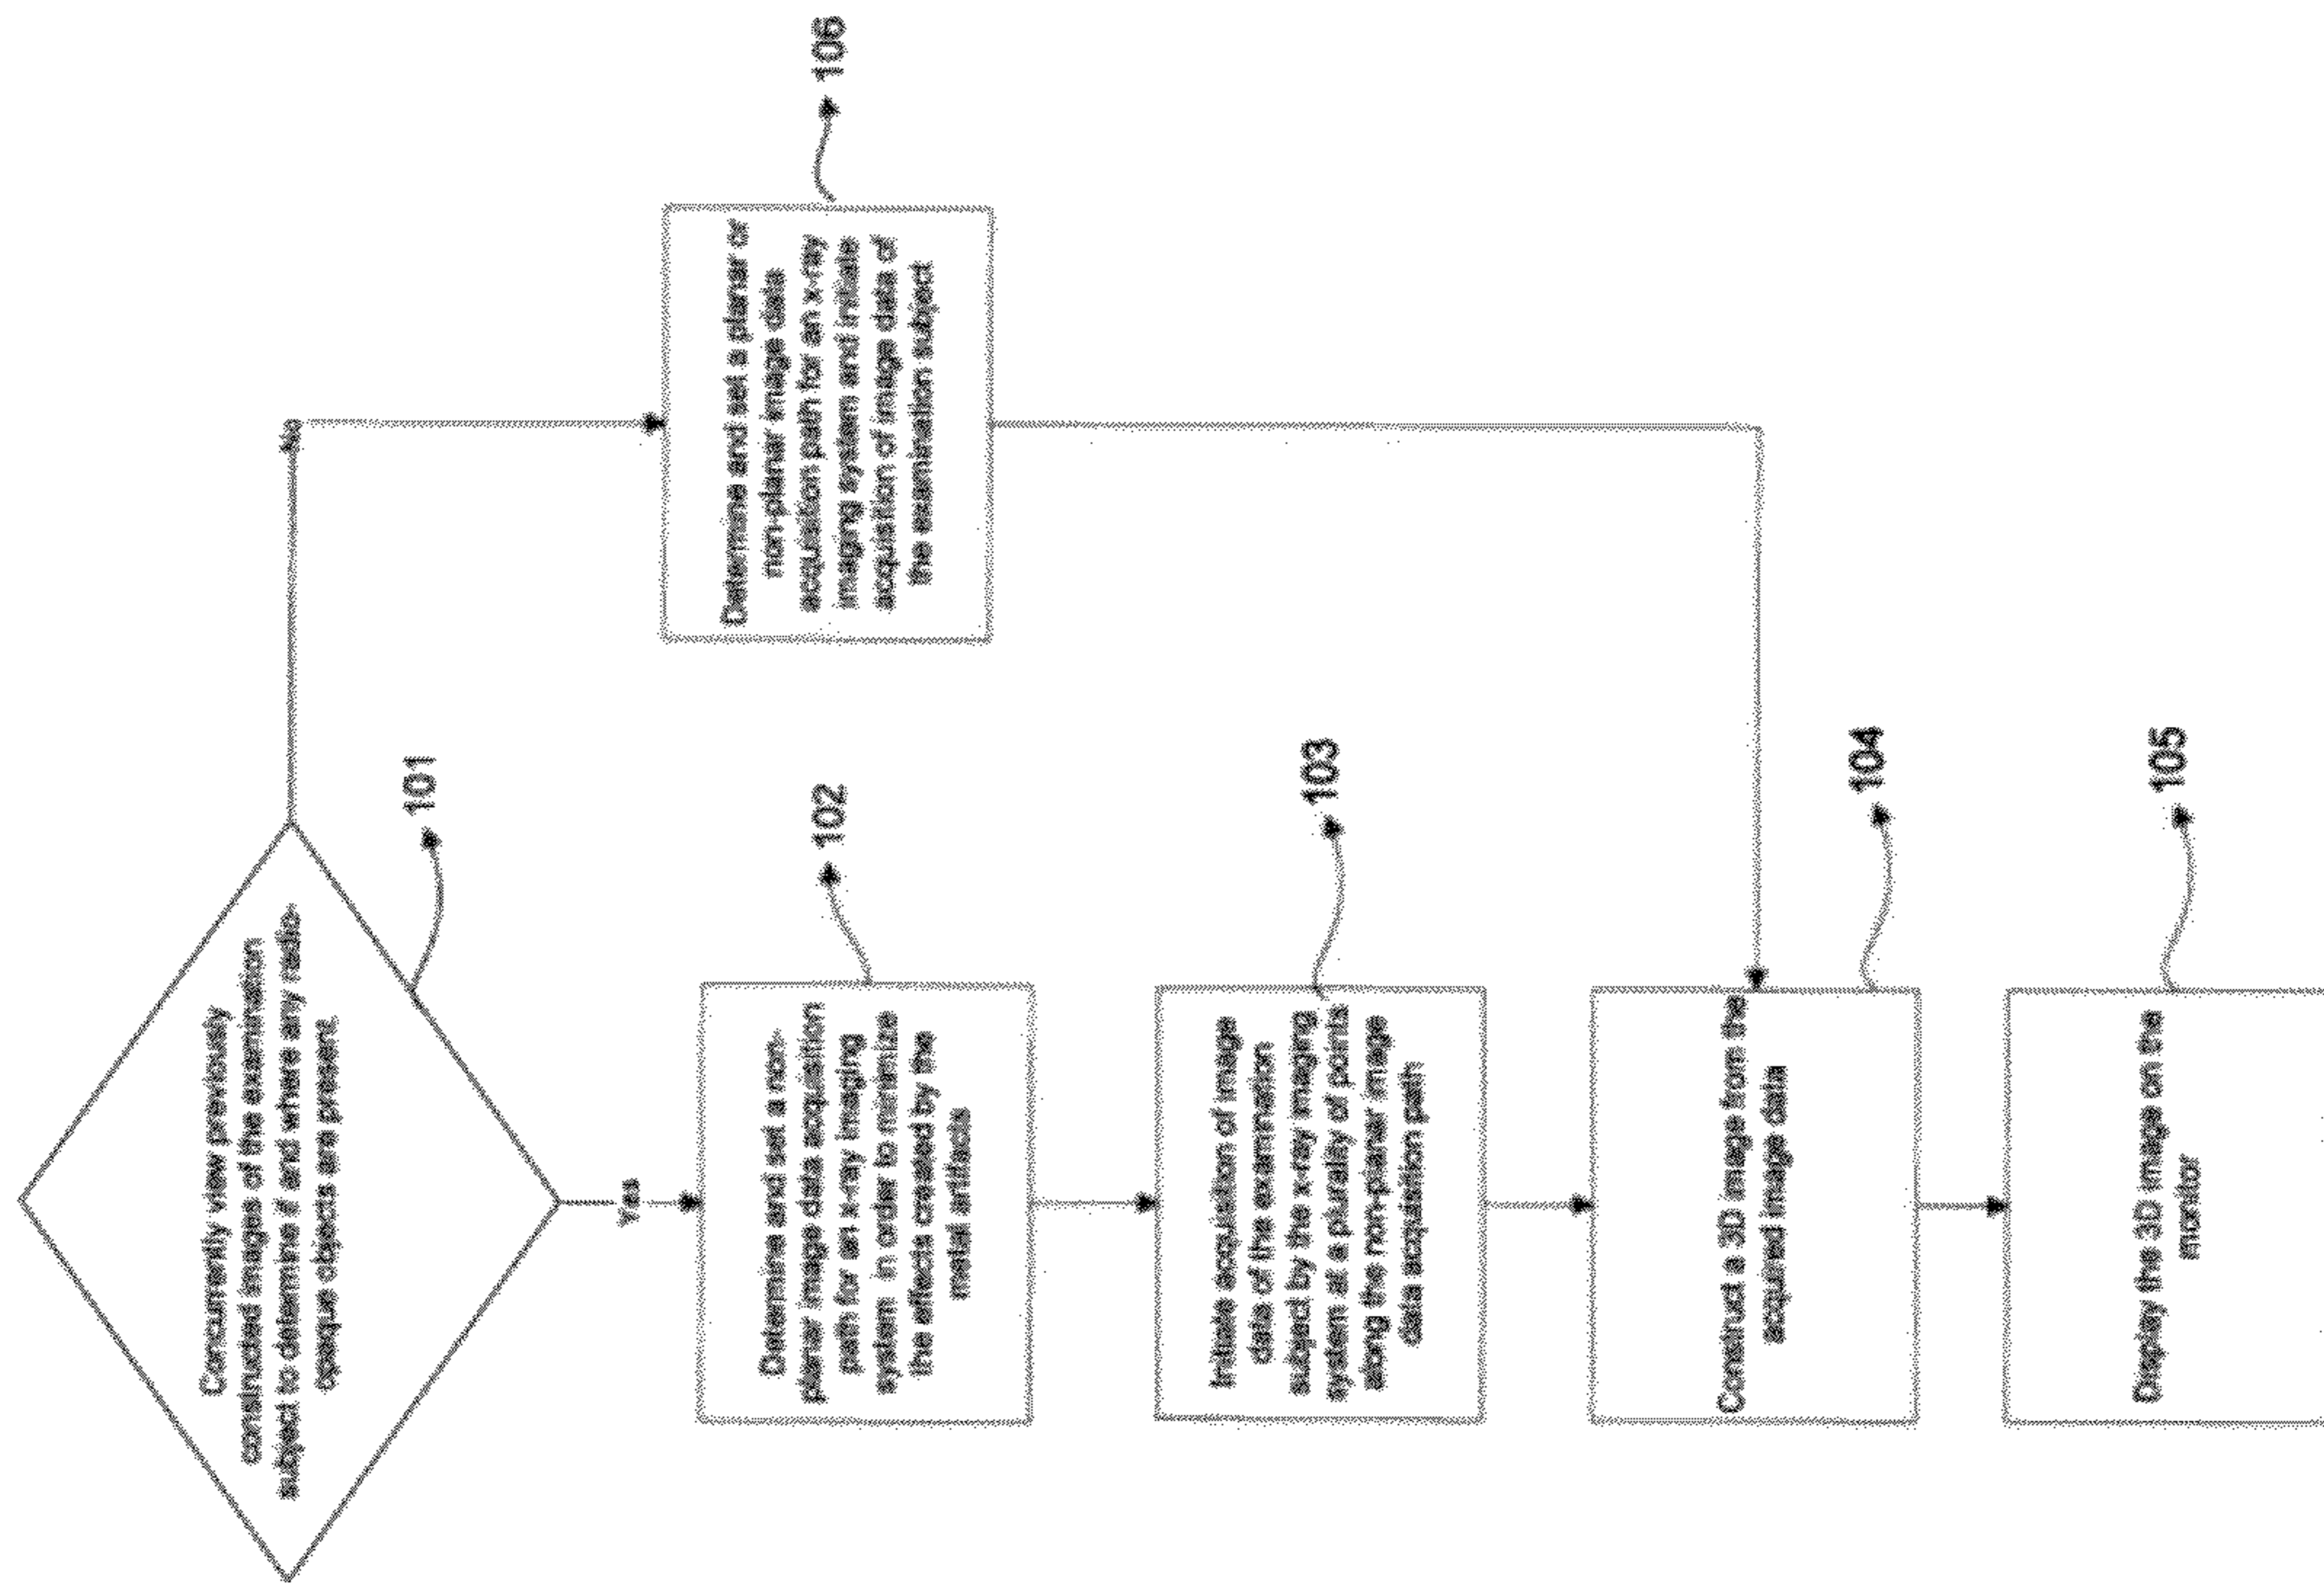 Concurrently view previously
constructed images of the examination
subject to determine if and where any radio-
opaque objects are present
101
Yes
No
Determine and set a non-
planar image data acquisition
path for an x-ray imaging
system in order to minimize
the effects created by the
metal artifacts
102
Determine and set a planar or
non-planar image data
acquisition path for an x-ray
imaging system and initiate
acquisition of image data of
the examination subject
106
Initiate acquisition of image
data of the examination
subject by the x-ray imaging
system at a plurality of points
along the non-planar image
data acquisition path
103
Construct a 3D image from the
acquired image data
104
Display the 3D image on the
monitor
105